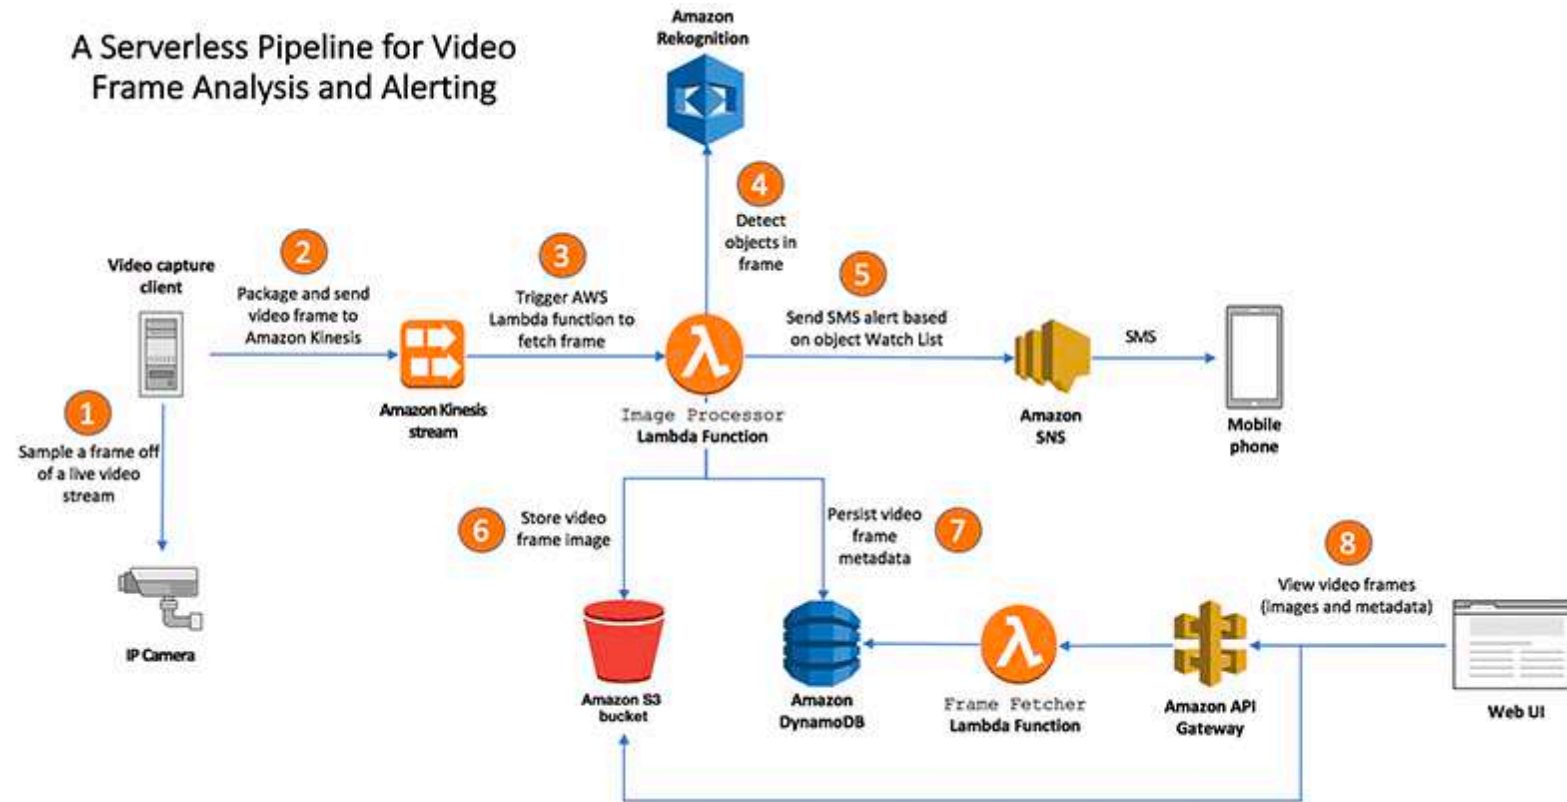 A Serverless Pipeline for Video
Frame Analysis and Alerting
Amazon
Rekognition
4
Detect
objects in
frame
Video capture
client
2
Package and send
video frame to
Amazon Kinesis
3
Trigger AWS
Lambda function to
fetch frame
5
Send SMS alert based
on object Watch List
SMS
Amazon Kinesis
stream
Image Processor
Lambda Function
Amazon
SNS
Mobile
phone
1
Sample a frame off
of a live video
stream
IP Camera
6
Store video
frame image
Persist video
frame
metadata
7
8
View video frames
(images and metadata)
Amazon S3
bucket
Amazon
DynamoDB
Frame Fetcher
Lambda Function
Amazon API
Gateway
Web UI